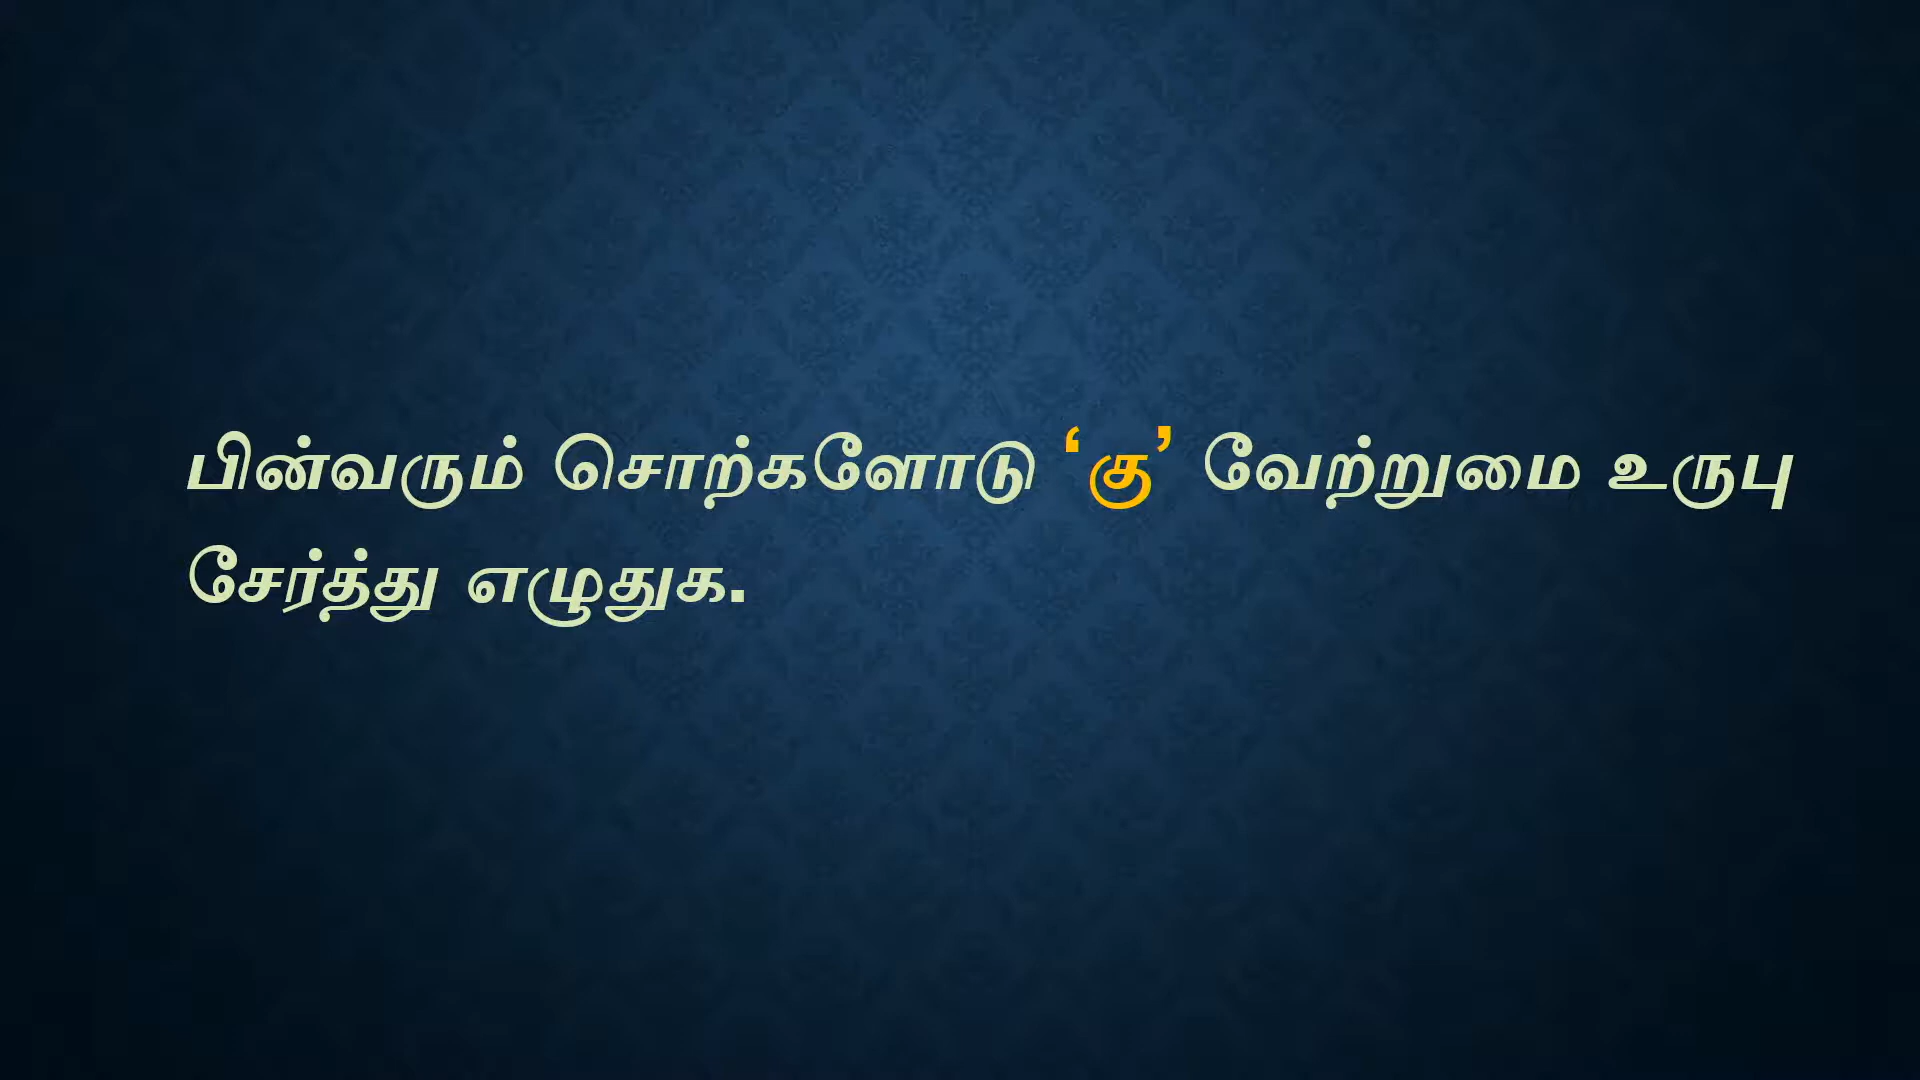 பின்வரும் சொற்களோடு ‘கு’ வேற்றுமை உருபு
சேர்த்து எழுதுக.